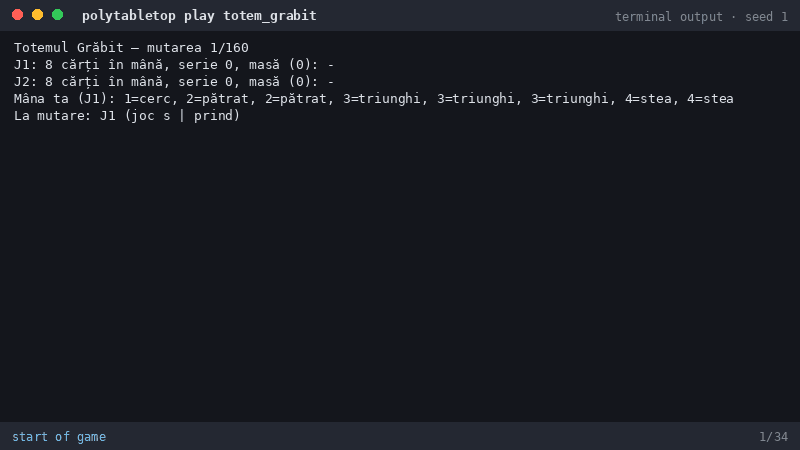 polytabletop play totem_grabit
terminal output · seed 1
Totemul Grăbit — mutarea 1/160
J1: 8 cărți în mână, serie 0, masă (0): -
J2: 8 cărți în mână, serie 0, masă (0): -
Mâna ta (J1): 1=cerc, 2=pătrat, 2=pătrat, 3=triunghi, 3=triunghi, 3=triunghi, 4=stea, 4=stea
La mutare: J1 (joc s | prind)
start of game
1/34